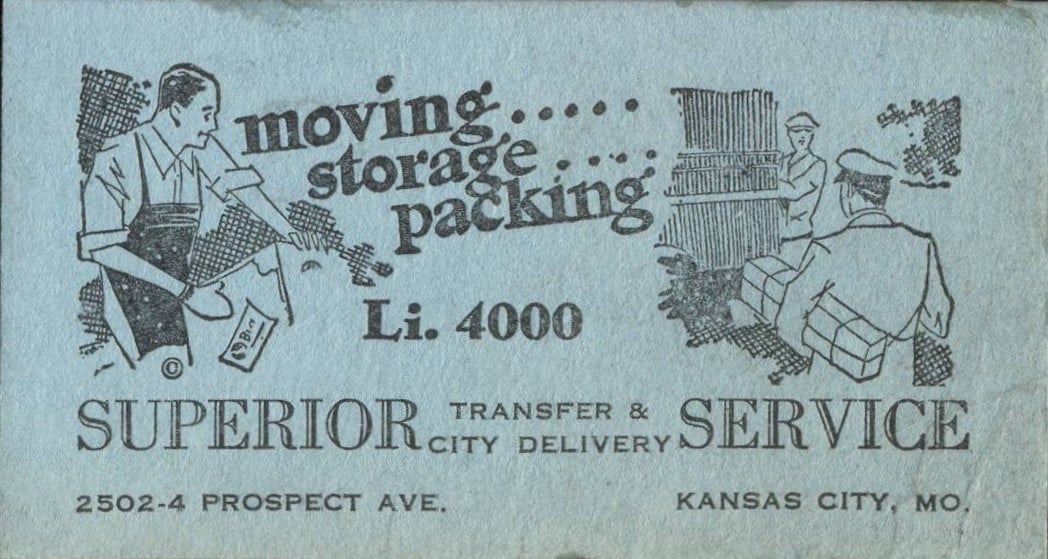 moving.....
storage....
packing
Li. 4000
©
SUPERIOR TRANSFER & CITY DELIVERY SERVICE
2502-4 PROSPECT AVE. KANSAS CITY, MO.